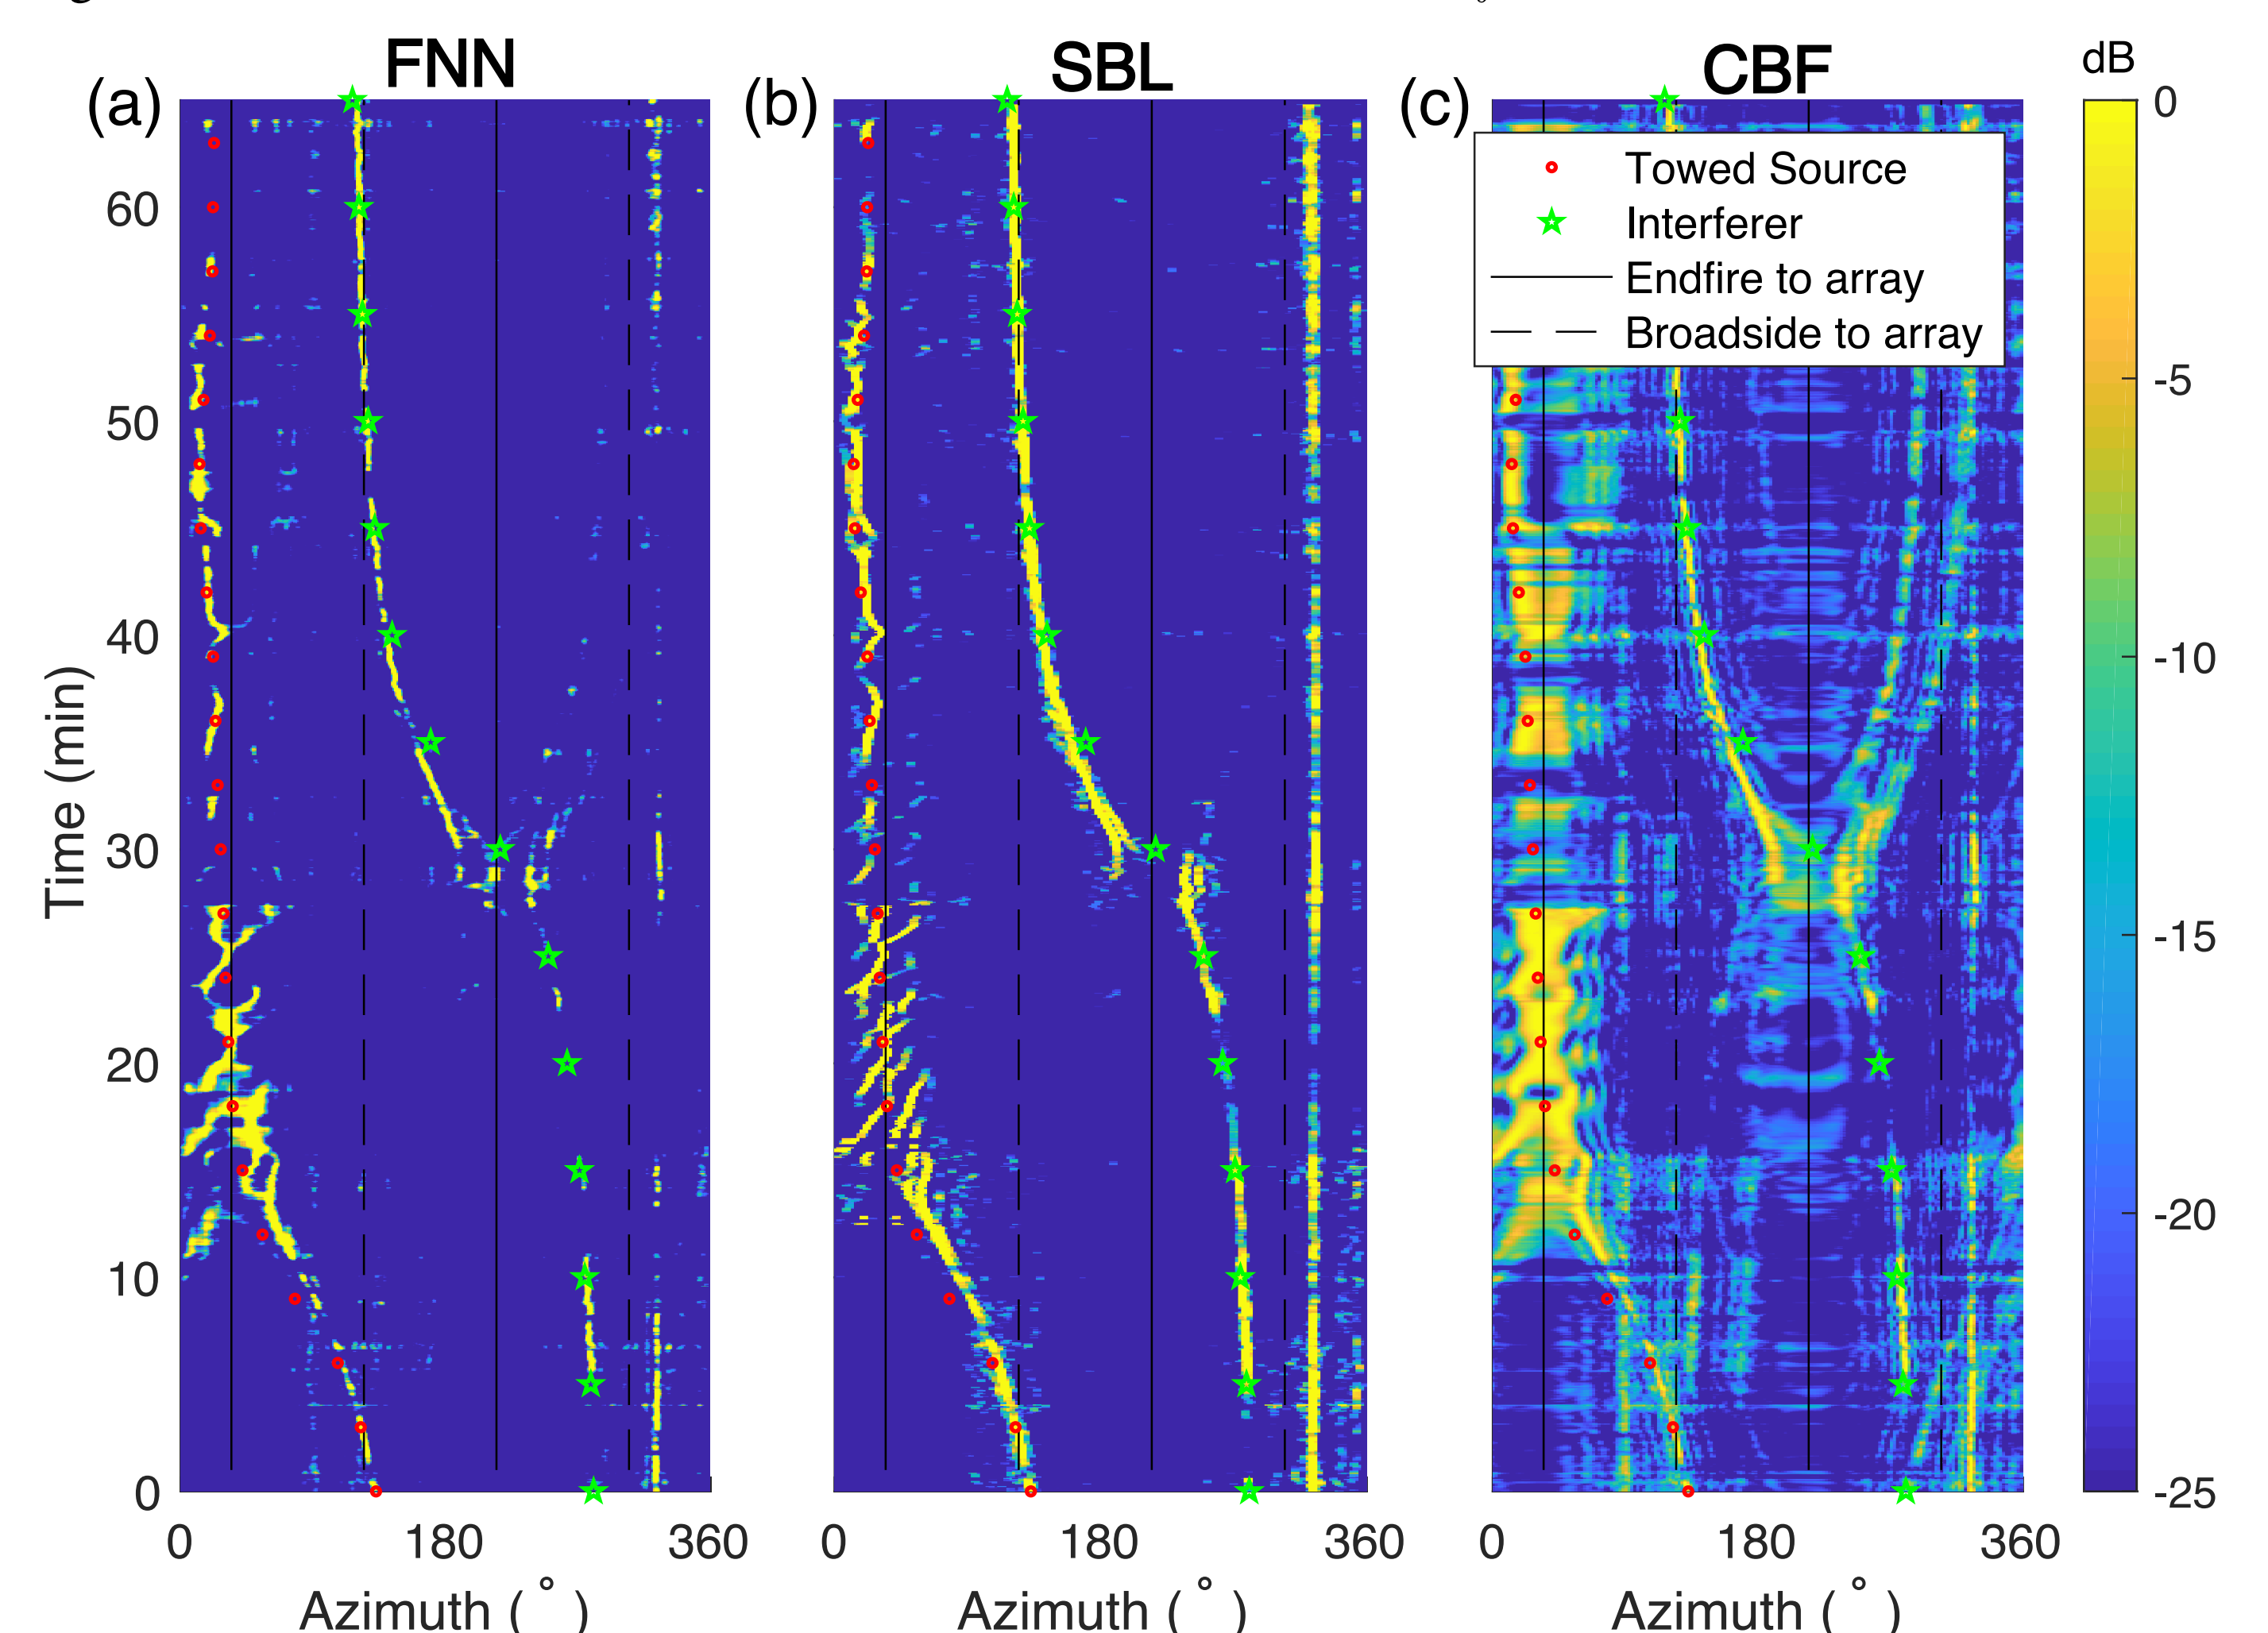 FNN
SBL
CBF
dB
(a)
(b)
(c)
Towed Source
Interferer
Endfire to array
Broadside to array
60
50
40
30
20
10
0
Time (min)
0
-5
-10
-15
-20
-25
0 180 360
0 180 360
0 180 360
Azimuth (°)
Azimuth (°)
Azimuth (°)